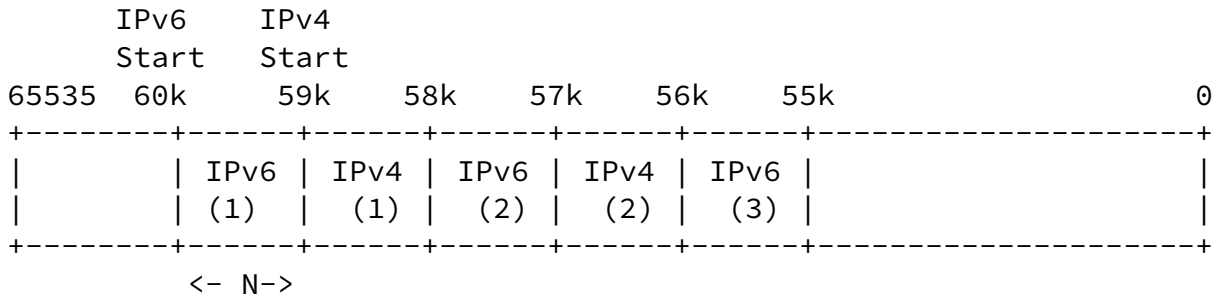 IPv6 IPv4
Start Start
65535 60k 59k 58k 57k 56k 55k 0
+--------+------+------+------+------+------+---------------------+
| | IPv6 | IPv4 | IPv6 | IPv4 | IPv6 | |
| | (1) | (1) | (2) | (2) | (3) | |
+--------+------+------+------+------+------+---------------------+
<- N->